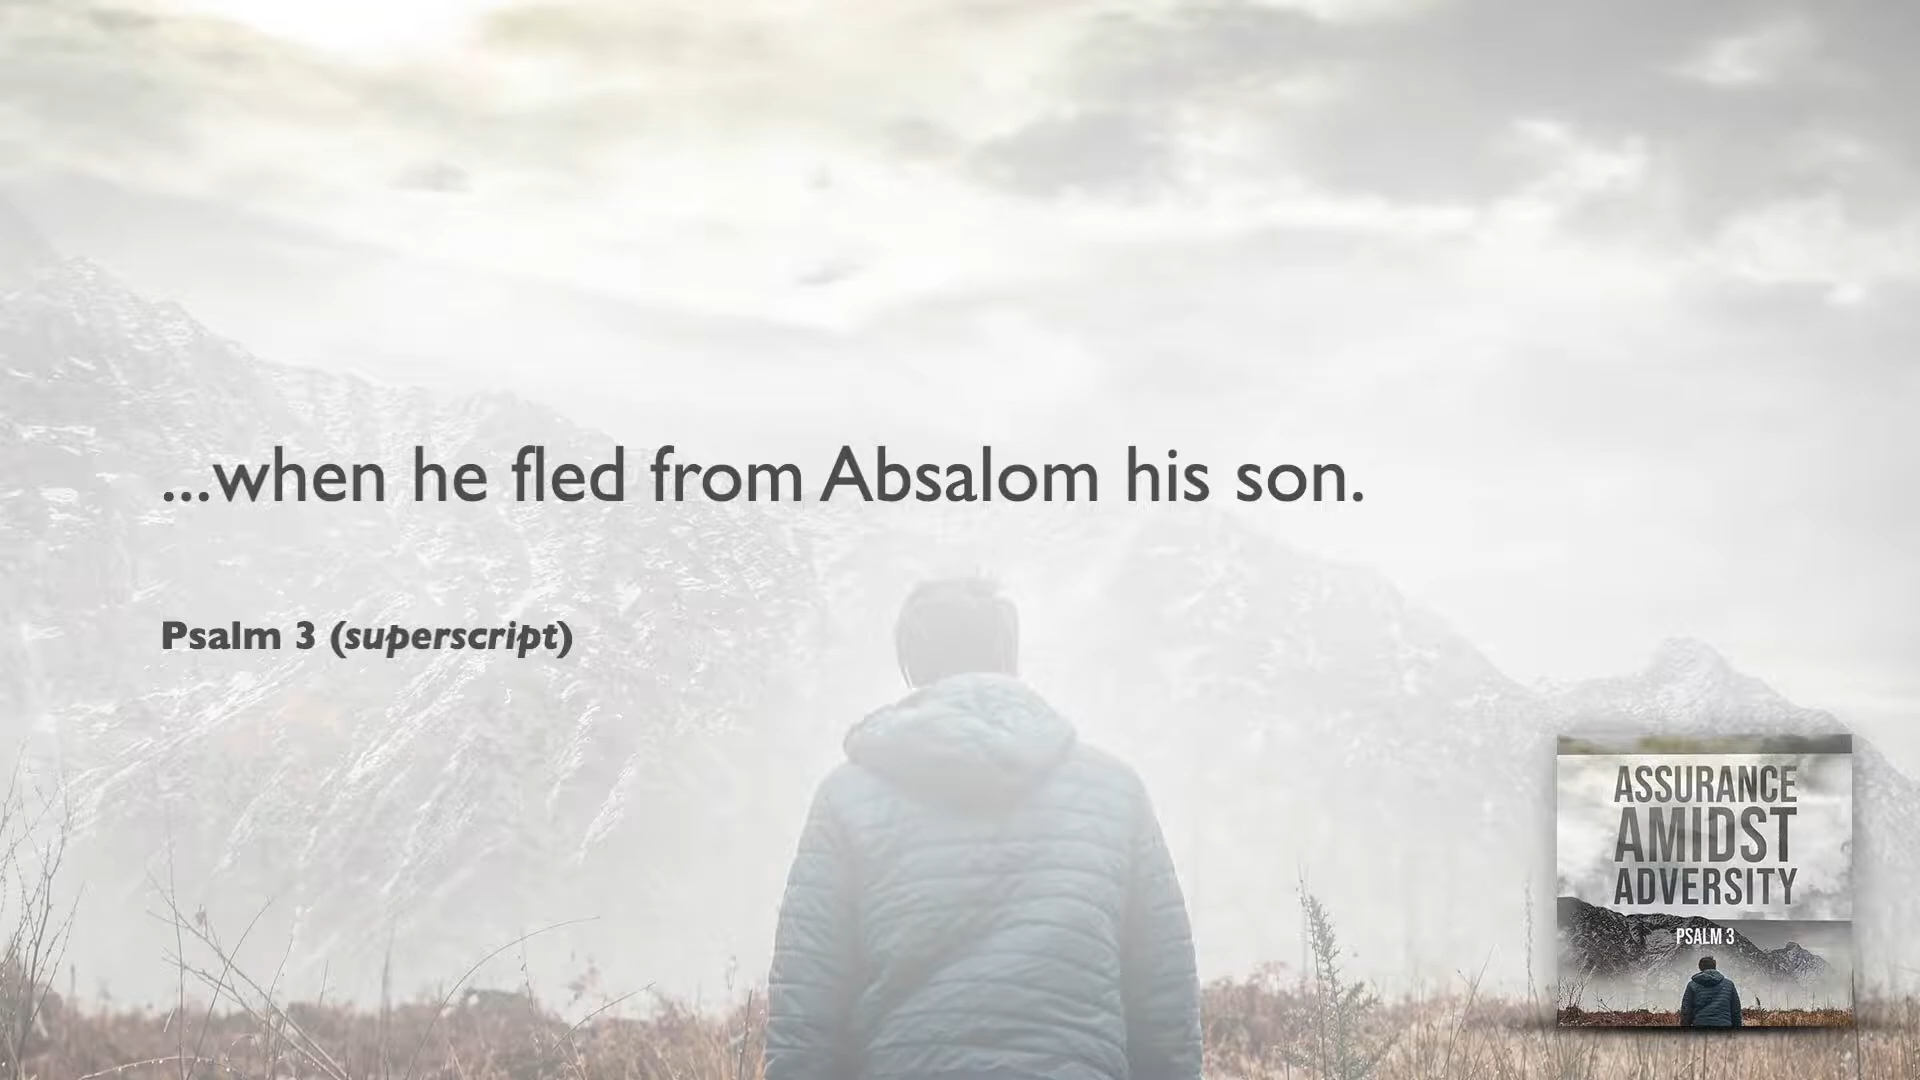 ...when he fled from Absalom his son.
Psalm 3 (superscript)
ASSURANCE
AMIDST
ADVERSITY
PSALM 3